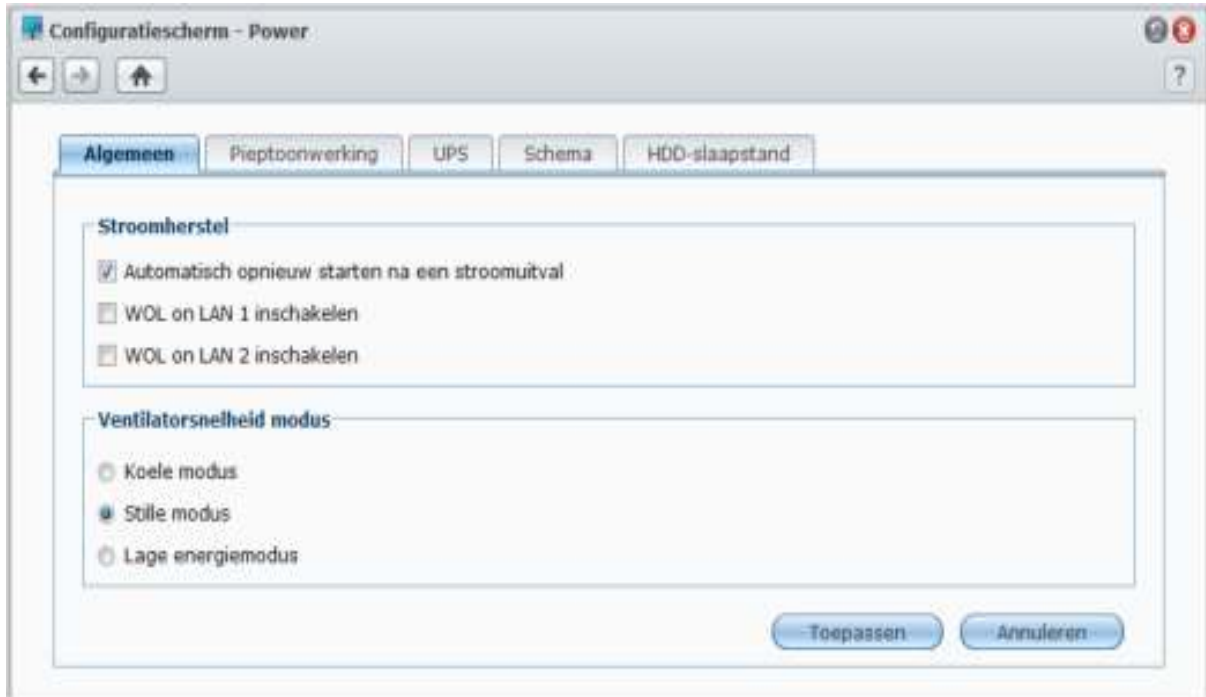 Configuratiescherm - Power
?
Algemeen Pieptoonwerking UPS Schema HDD-slaapstand
Stroomherstel
Automatisch opnieuw starten na een stroomuitval
WOL on LAN 1 inschakelen
WOL on LAN 2 inschakelen
Ventilatorsnelheid modus
Koele modus
Stille modus
Lage energiemodus
Toepassen Annuleren